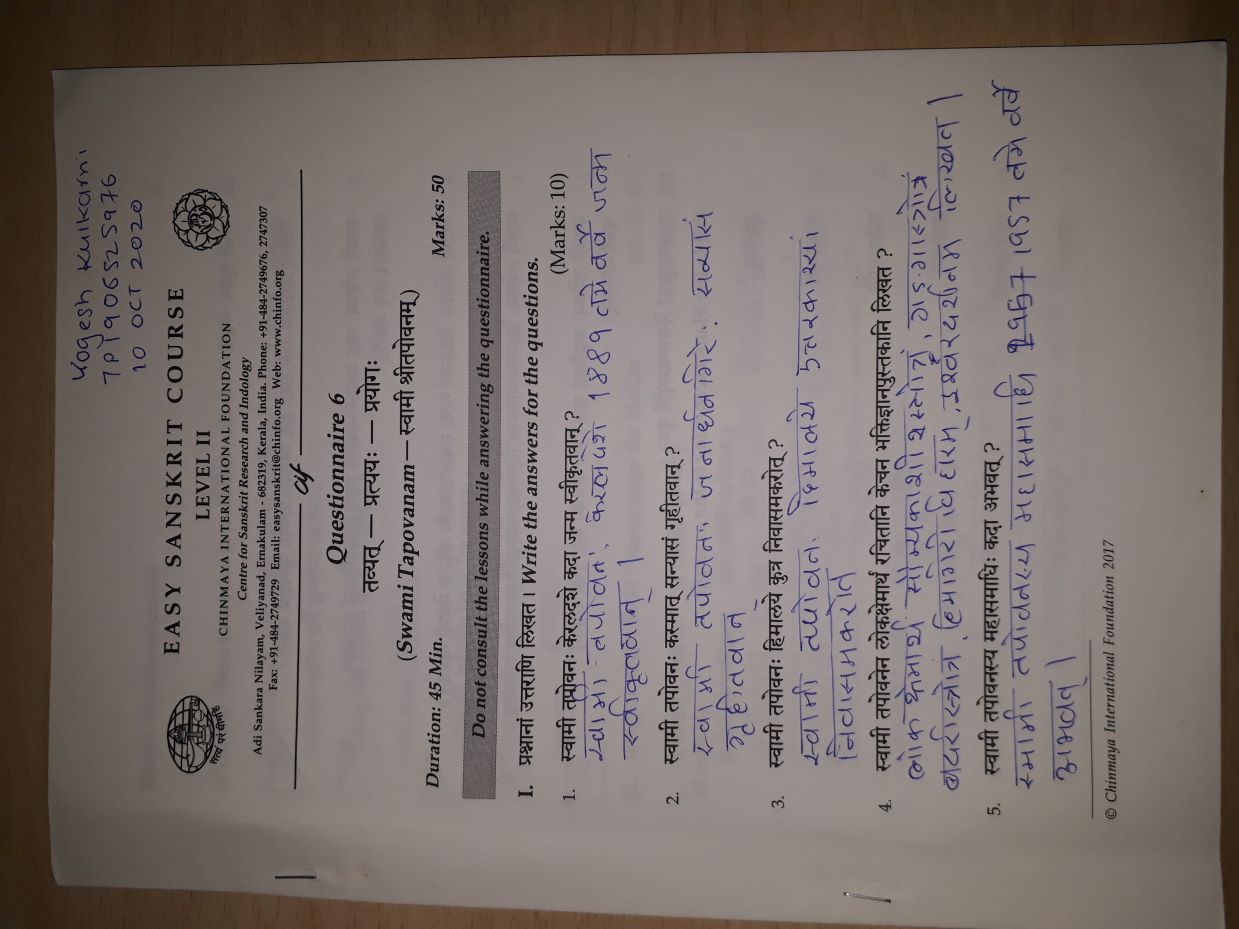 Yogesh Kulkarni
7P1906525976
10 OCT 2020
EASY SANSKRIT COURSE
LEVEL II
CHINMAYA INTERNATIONAL FOUNDATION
Centre for Sanskrit Research and Indology
Adi Sankara Nilayam, Veliyanad, Ernakulam - 682319, Kerala, India. Phone: +91-484-2749676, 2747307
Fax: +91-484-2749729 Email: easysanskrit@chinfo.org Web: www.chinfo.org
सत्यं परं धीमहि
cif
Questionnaire 6
तव्यत् — प्रत्ययः — प्रयोगः
(Swami Tapovanam — स्वामी श्रीतपोवनम्)
Duration: 45 Min. Marks: 50
Do not consult the lessons while answering the questionnaire.
I. प्रश्नानां उत्तराणि लिखत । Write the answers for the questions.
(Marks: 10)
1. स्वामी तपोवनः केरलदेशे कदा जन्म स्वीकृतवान् ?
स्वामी तपोवनः केरलदेशे 1889 तमे वर्वे जन्म
स्वीकृतवान् ।
2. स्वामी तपोवनः कस्मात् सन्यासं गृहीतवान् ?
स्वामी तपोवनः जनार्धनगिरेः सन्यासं
गृहीतवान्
3. स्वामी तपोवनः हिमालये कुत्र निवासमकरोत् ?
स्वामी तपोवनः हिमालये उत्तरकास्यां
निवासमकरोत
4. स्वामी तपोवनेन लोकक्षेमार्थं रचितानि केचन भक्तिज्ञानपुस्तकानि लिखत ?
लोकक्षेमार्थ सौम्यकाशीशस्तोत्रं, गङ्गास्त्रोत्रं
बदरीस्त्रोत्रं, हिमगिरीविहारम्, इश्वरदर्शनम लिखत ।
5. स्वामी तपोवनस्य महासमाधिः कदा अभवत् ?
स्मामी तपोवनस्य महासमाधि 1957 तमे वर्वे
अभवत् ।
© Chinmaya International Foundation 2017